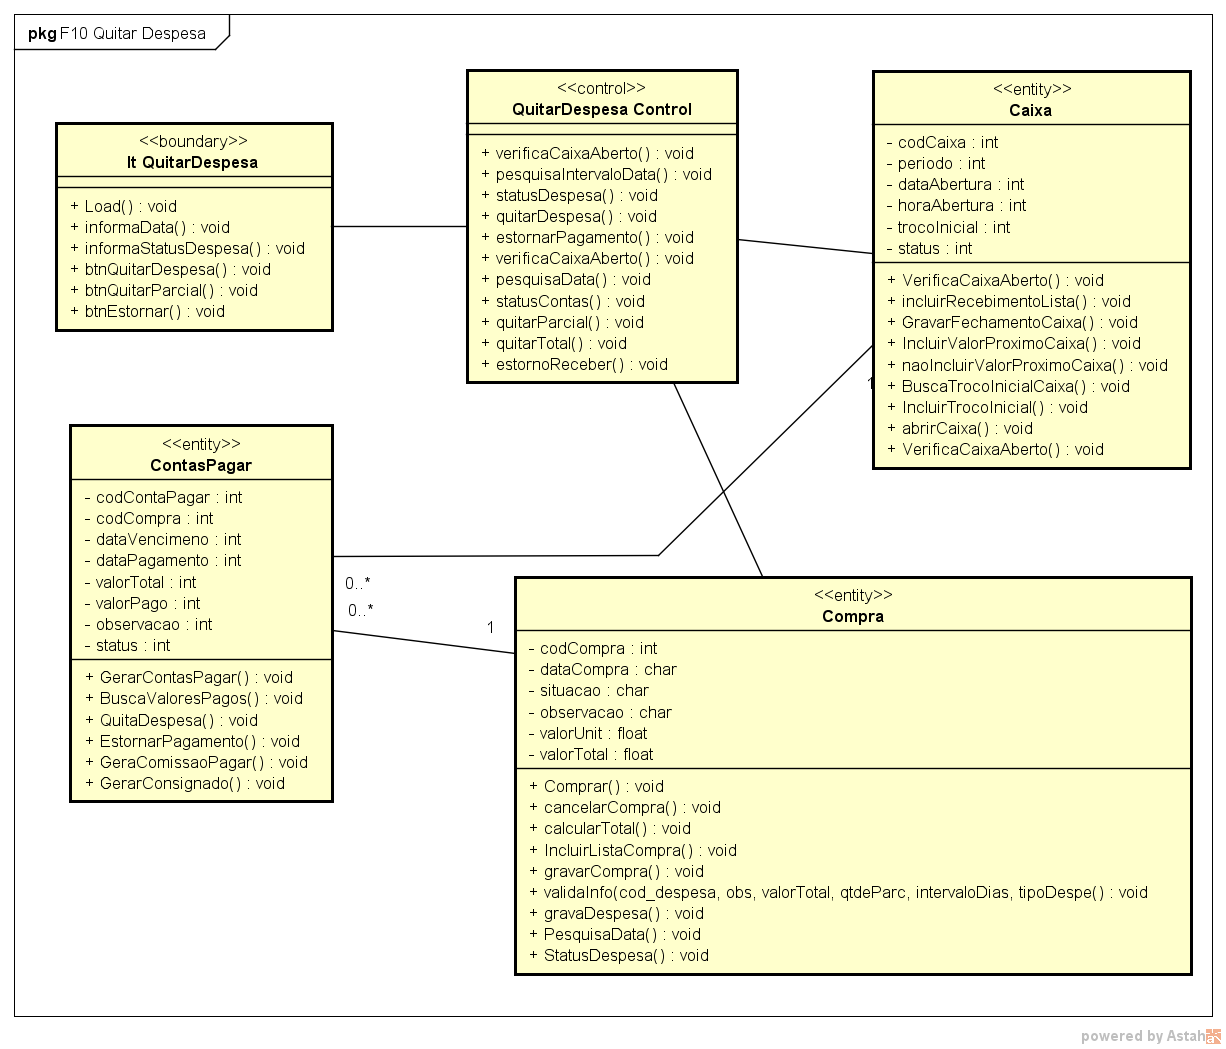 pkg F10 Quitar Despesa
<<boundary>>
It QuitarDespesa
+ Load() : void
+ informaData() : void
+ informaStatusDespesa() : void
+ btnQuitarDespesa() : void
+ btnQuitarParcial() : void
+ btnEstornar() : void
<<control>>
QuitarDespesa Control
+ verificaCaixaAberto() : void
+ pesquisaIntervaloData() : void
+ statusDespesa() : void
+ quitarDespesa() : void
+ estornarPagamento() : void
+ verificaCaixaAberto() : void
+ pesquisaData() : void
+ statusContas() : void
+ quitarParcial() : void
+ quitarTotal() : void
+ estornoReceber() : void
<<entity>>
Caixa
- codCaixa : int
- periodo : int
- dataAbertura : int
- horaAbertura : int
- trocoInicial : int
- status : int
+ VerificaCaixaAberto() : void
+ incluirRecebimentoLista() : void
+ GravarFechamentoCaixa() : void
+ IncluirValorProximoCaixa() : void
+ naoIncluirValorProximoCaixa() : void
+ BuscaTrocoInicialCaixa() : void
+ IncluirTrocoInicial() : void
+ abrirCaixa() : void
+ VerificaCaixaAberto() : void
1
<<entity>>
ContasPagar
- codContaPagar : int
- codCompra : int
- dataVencimeno : int
- dataPagamento : int
- valorTotal : int
- valorPago : int
- observacao : int
- status : int
+ GerarContasPagar() : void
+ BuscaValoresPagos() : void
+ QuitaDespesa() : void
+ EstornarPagamento() : void
+ GeraComissaoPagar() : void
+ GerarConsignado() : void
0..*
0..*
1
<<entity>>
Compra
- codCompra : int
- dataCompra : char
- situacao : char
- observacao : char
- valorUnit : float
- valorTotal : float
+ Comprar() : void
+ cancelarCompra() : void
+ calcularTotal() : void
+ IncluirListaCompra() : void
+ gravarCompra() : void
+ validaInfo(cod_despesa, obs, valorTotal, qtdeParc, intervaloDias, tipoDespe() : void
+ gravaDespesa() : void
+ PesquisaData() : void
+ StatusDespesa() : void
powered by Astah